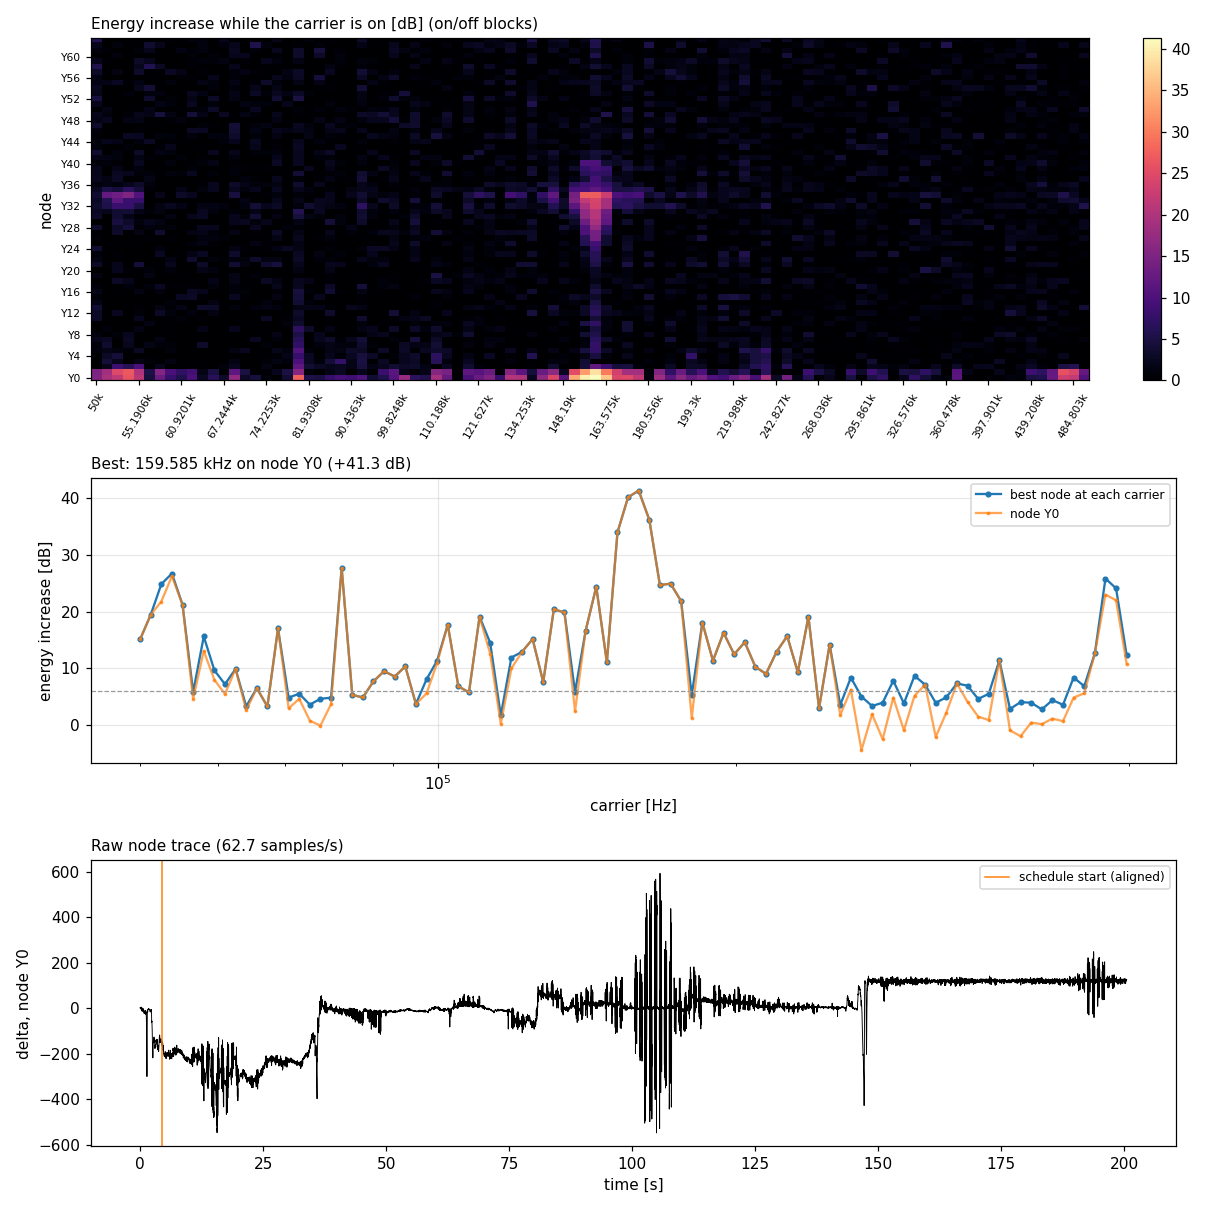 Energy increase while the carrier is on [dB] (on/off blocks)
node
Y60
Y56
Y52
Y48
Y44
Y40
Y36
Y32
Y28
Y24
Y20
Y16
Y12
Y8
Y4
Y0
50k
55.1906k
60.9201k
67.2444k
74.2253k
81.9308k
90.4363k
99.8248k
110.188k
121.627k
134.253k
148.19k
163.575k
180.556k
199.3k
219.989k
242.827k
268.036k
295.861k
326.576k
360.478k
397.901k
439.208k
484.803k
40
35
30
25
20
15
10
5
0
Best: 159.585 kHz on node Y0 (+41.3 dB)
energy increase [dB]
40
30
20
10
0
best node at each carrier
node Y0
10⁵
carrier [Hz]
Raw node trace (62.7 samples/s)
delta, node Y0
600
400
200
0
−200
−400
−600
schedule start (aligned)
0
25
50
75
100
125
150
175
200
time [s]